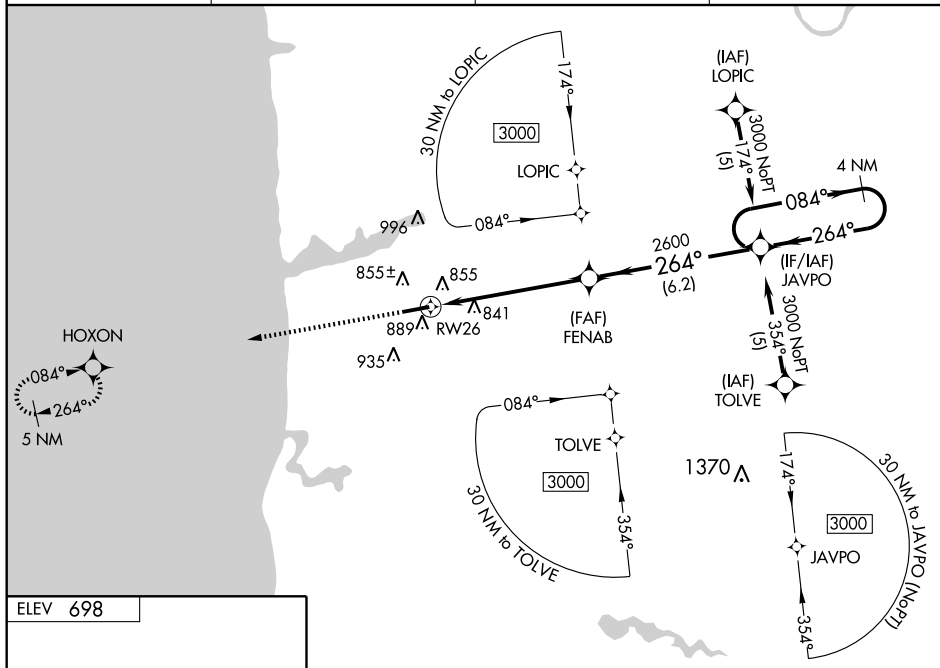 30 NM to LOPIC
174°
3000
LOPIC
084°
(IAF)
LOPIC
3000 NoPT
174°
(5)
4 NM
084°
264°
(IF/IAF)
JAVPO
2600
264°
(6.2)
996
855±
855
841
889
RW26
935
(FAF)
FENAB
HOXON
084°
264°
5 NM
3000 NoPT
354°
(5)
(IAF)
TOLVE
084°
TOLVE
3000
354°
30 NM to TOLVE
1370
174°
3000
JAVPO
354°
30 NM to JAVPO (NoPT)
ELEV 698